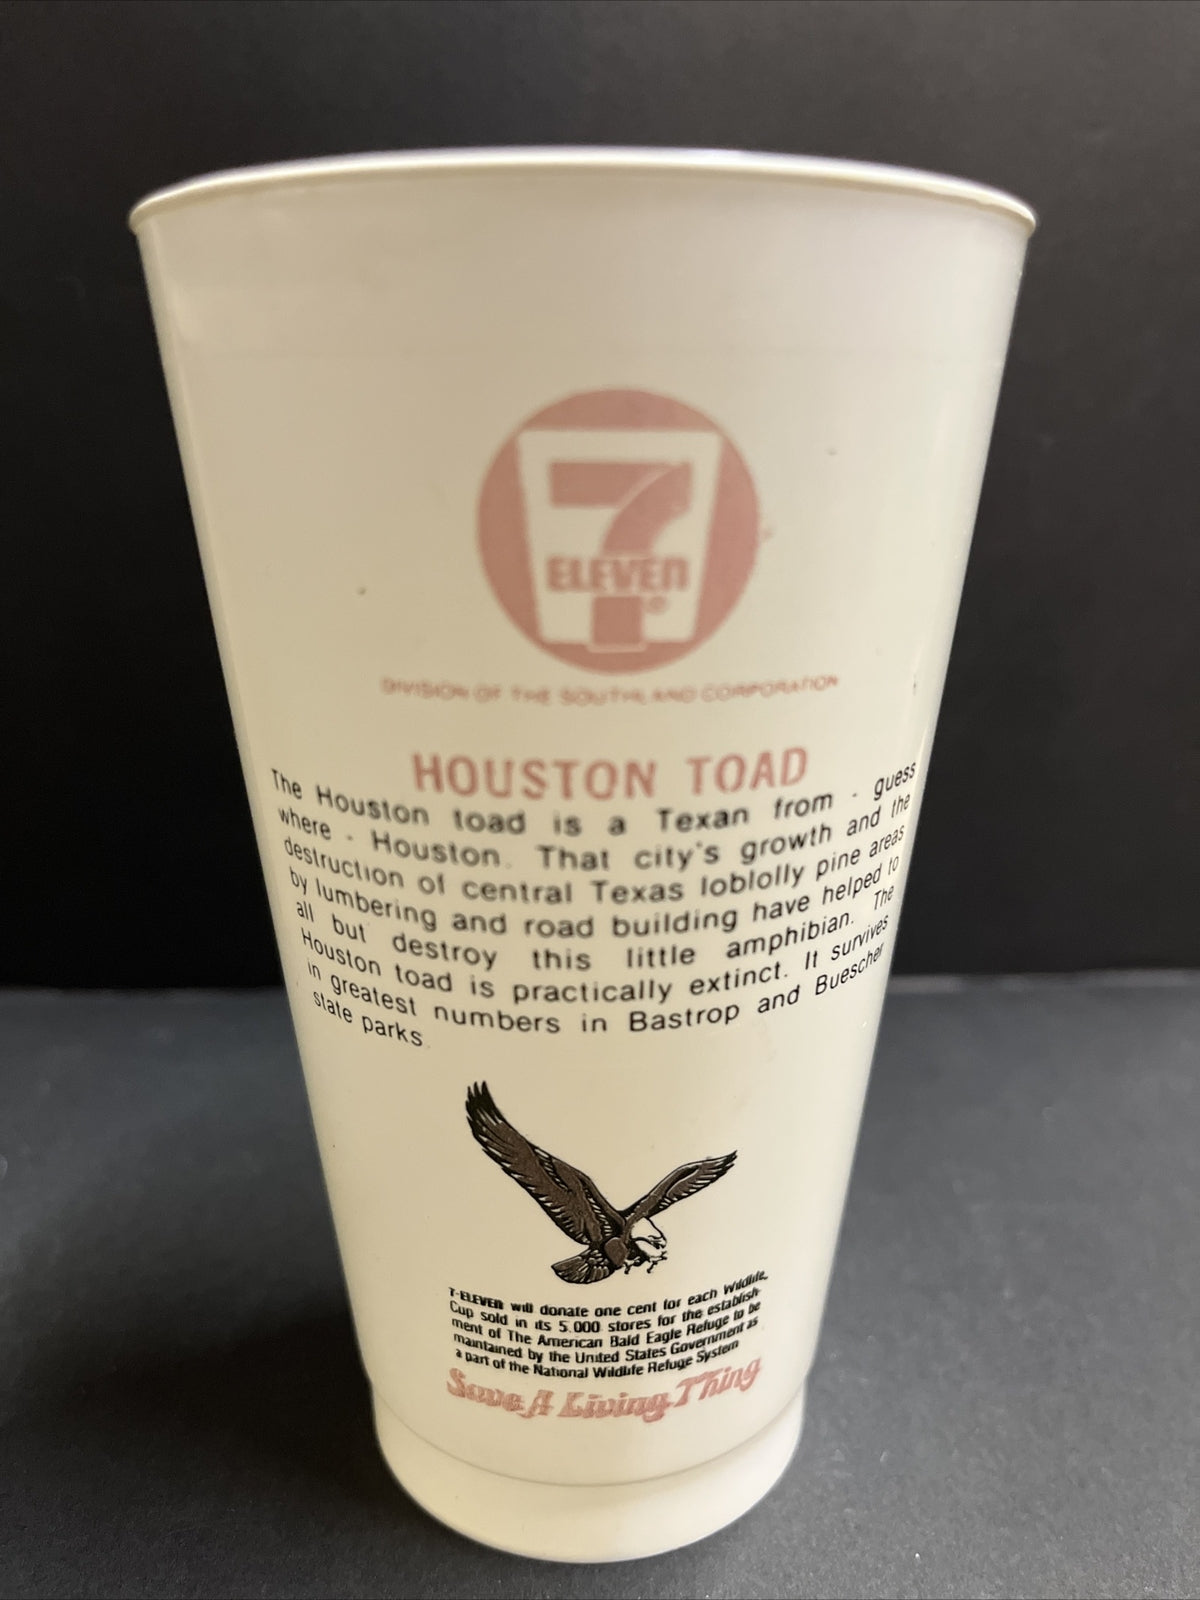 7
ELEVEn
®
DIVISION OF THE SOUTHLAND CORPORATION
HOUSTON TOAD
The Houston toad is a Texan from - guess
where - Houston. That city's growth and the
destruction of central Texas loblolly pine areas
by lumbering and road building have helped to
all but destroy this little amphibian. The
Houston toad is practically extinct. It survives
in greatest numbers in Bastrop and Buescher
state parks.
7-ELEVEn will donate one cent for each Wildlife
Cup sold in its 5,000 stores for the establish-
ment of The American Bald Eagle Refuge to be
maintained by the United States Government as
a part of the National Wildlife Refuge System
Save A Living Thing